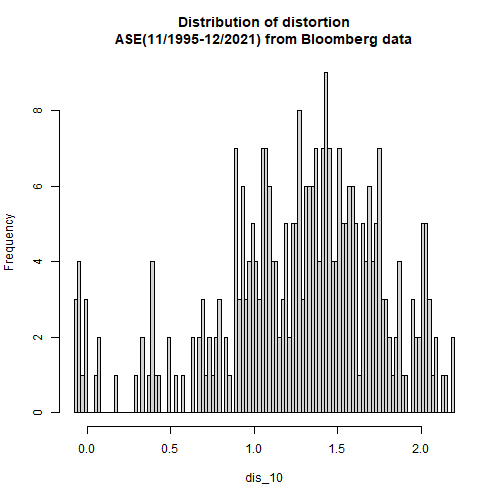 Distribution of distortion
ASE(11/1995-12/2021) from Bloomberg data
Frequency
8
6
4
2
0
0.0 0.5 1.0 1.5 2.0
dis_10